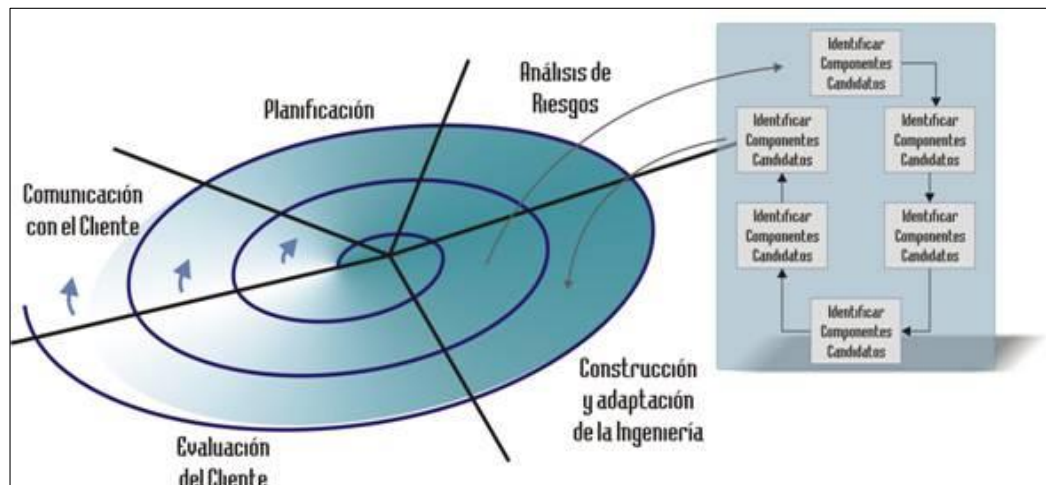 Planificación
Análisis de
Riesgos
Comunicación
con el Cliente
Construcción
y adaptación
de la Ingeniería
Evaluación
del Cliente
Identificar
Componentes
Candidatos
Identificar
Componentes
Candidatos
Identificar
Componentes
Candidatos
Identificar
Componentes
Candidatos
Identificar
Componentes
Candidatos
Identificar
Componentes
Candidatos